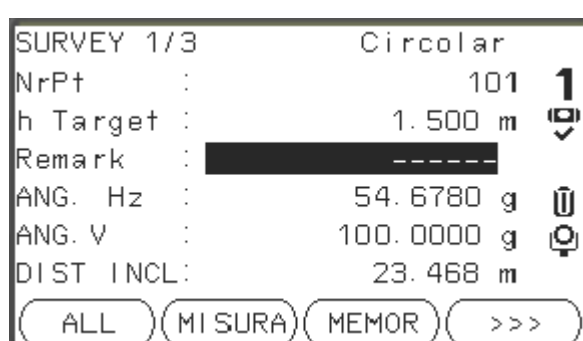 SURVEY 1/3 Circolar
NrPt : 101 1
h Target : 1.500 m
Remark : ------
ANG. Hz : 54.6780 g
ANG.V : 100.0000 g
DIST INCL: 23.468 m
ALL MISURA MEMOR >>>